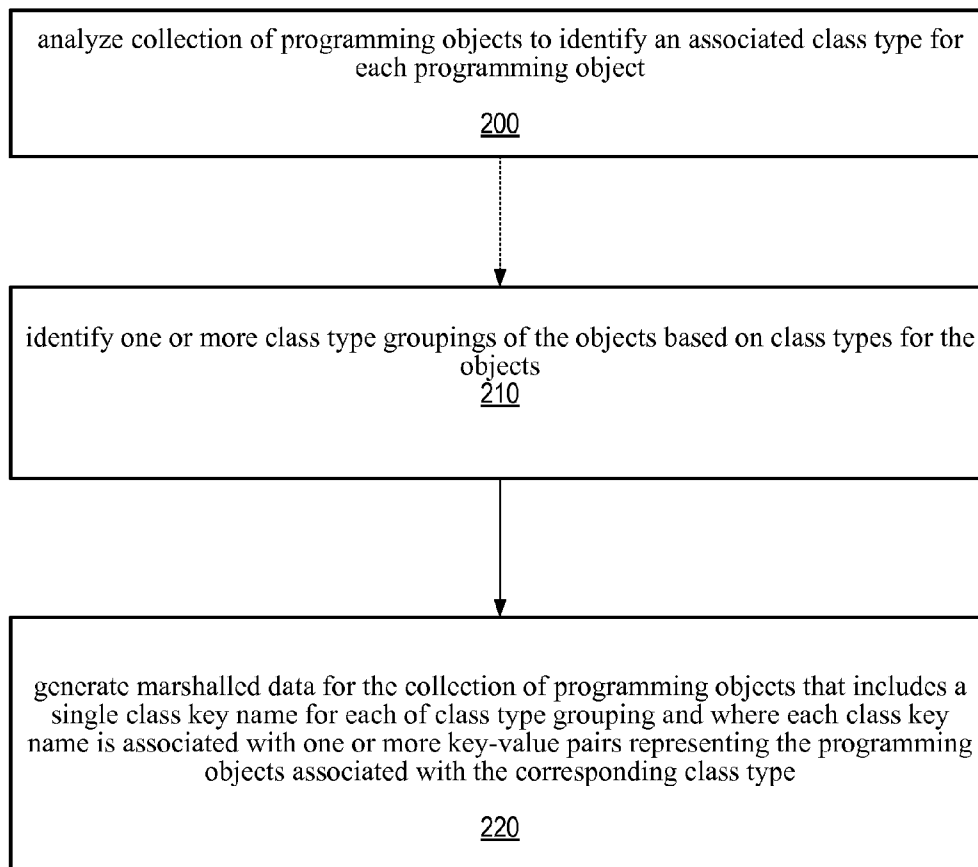 analyze collection of programming objects to identify an associated class type for
each programming object
200
identify one or more class type groupings of the objects based on class types for the
objects
210
generate marshalled data for the collection of programming objects that includes a
single class key name for each of class type grouping and where each class key
name is associated with one or more key-value pairs representing the programming
objects associated with the corresponding class type
220